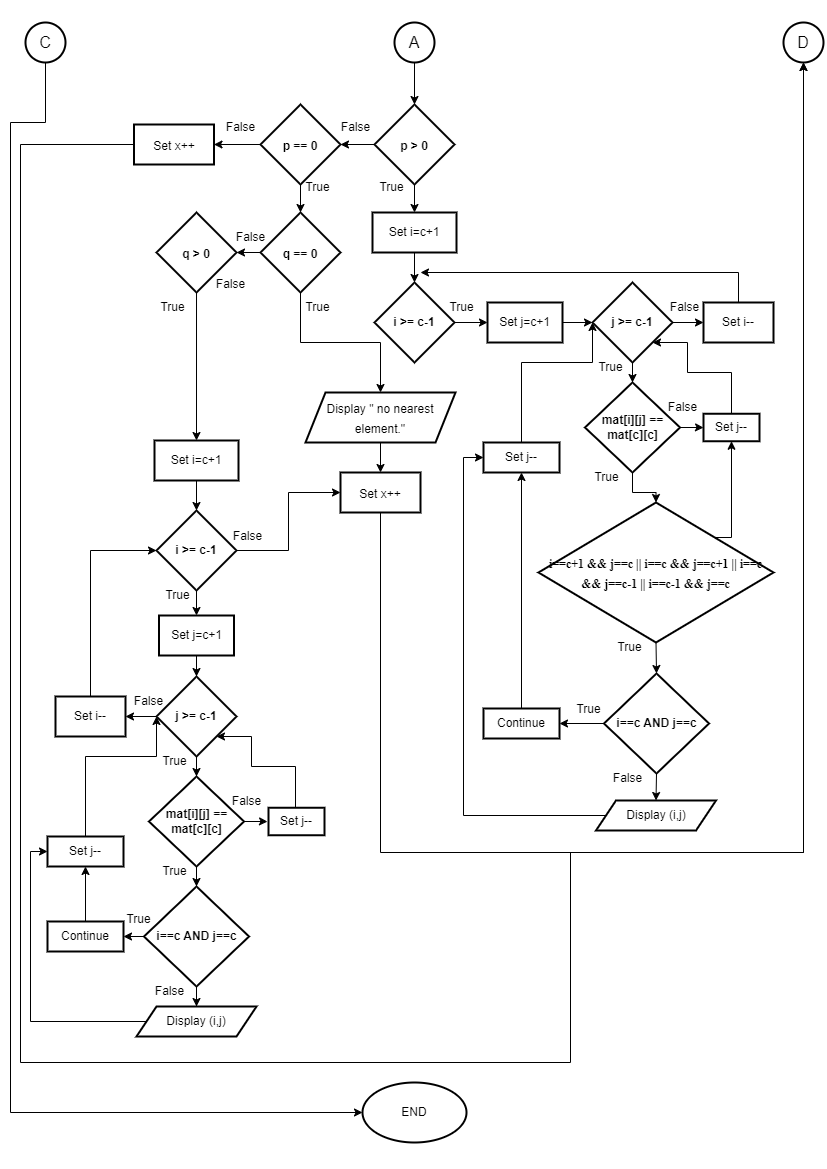 C
A
D
False
False
Set x++
p == 0
p > 0
True
True
Set i=c+1
False
q > 0
q == 0
False
True
True
True
False
i >= c-1
Set j=c+1
j >= c-1
Set i--
True
Display " no nearest
element."
mat[i][j] ==
mat[c][c]
False
Set j--
Set i=c+1
Set j--
True
Set x++
False
i >= c-1
i==c+1 && j==c || i==c && j==c+1 || i==c
&& j==c-1 || i==c-1 && j==c
True
Set j=c+1
True
False
Set i--
j >= c-1
True
Continue
i==c AND j==c
True
False
False
mat[i][j] ==
mat[c][c]
Set j--
Display (i,j)
Set j--
True
True
Continue
i==c AND j==c
False
Display (i,j)
END